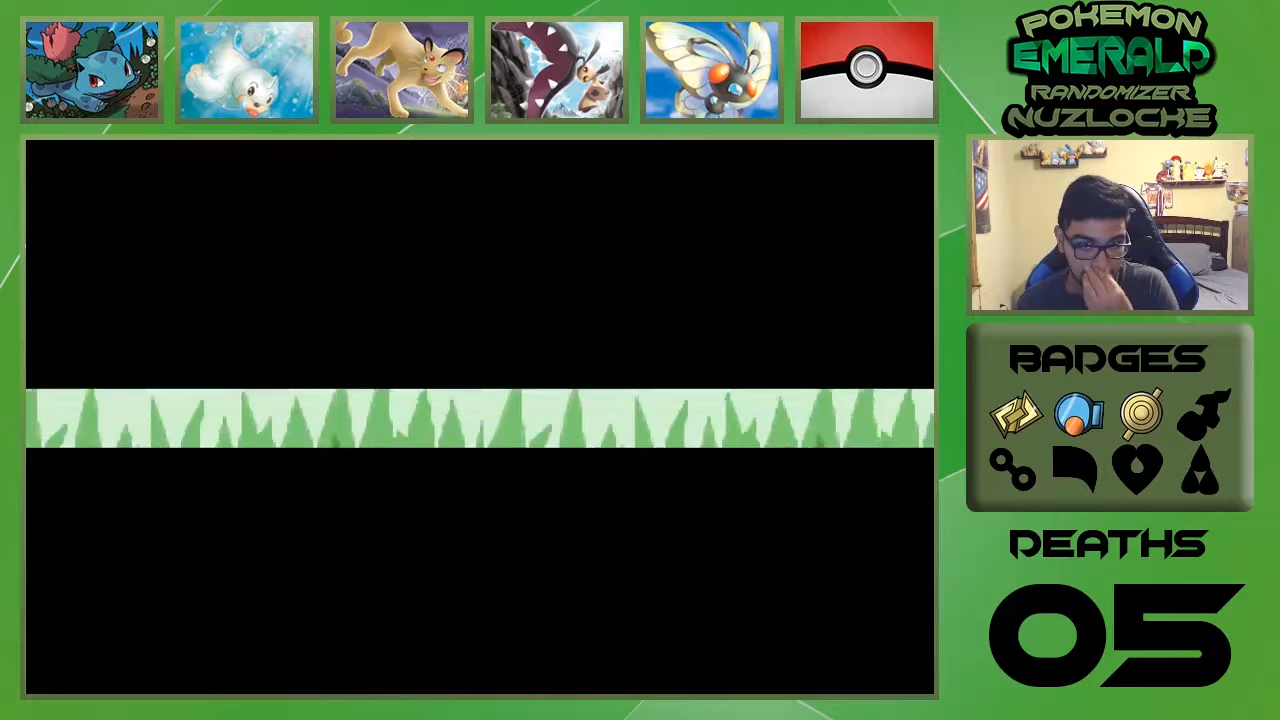 POKEMON
EMERALD
RANDOMIZER
NUZLOCKE
BADGES
DEATHS
05